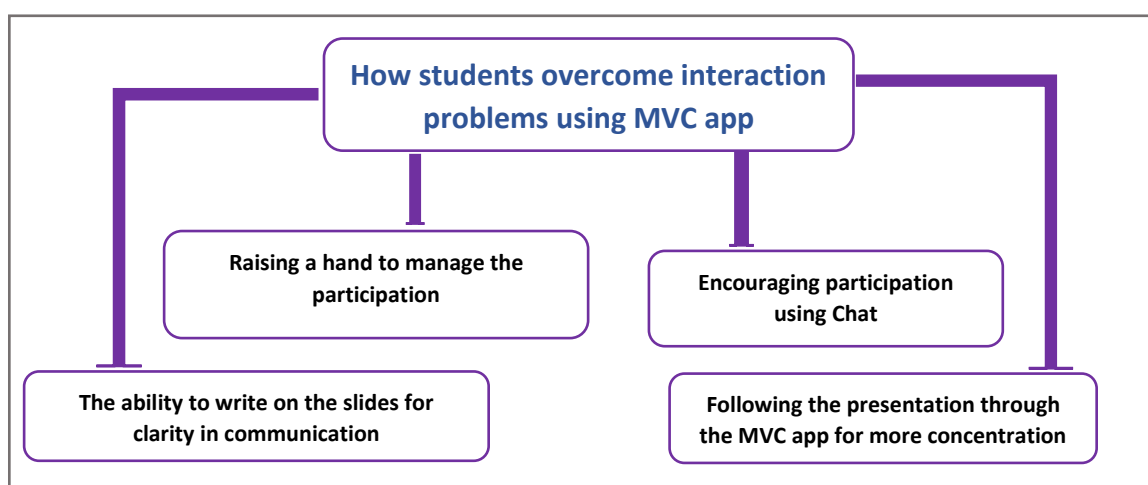 How students overcome interaction
problems using MVC app
Raising a hand to manage the
participation
Encouraging participation
using Chat
The ability to write on the slides for
clarity in communication
Following the presentation through
the MVC app for more concentration